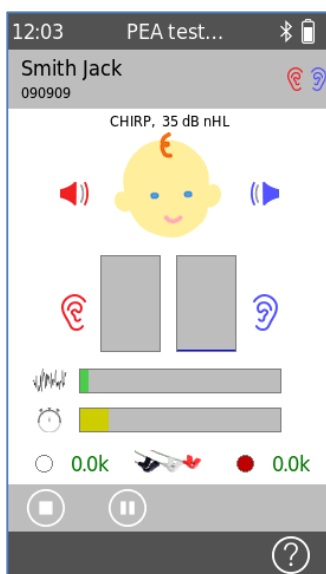 12:03 PEA test...
Smith Jack
090909
CHIRP, 35 dB nHL
0.0k 0.0k
?